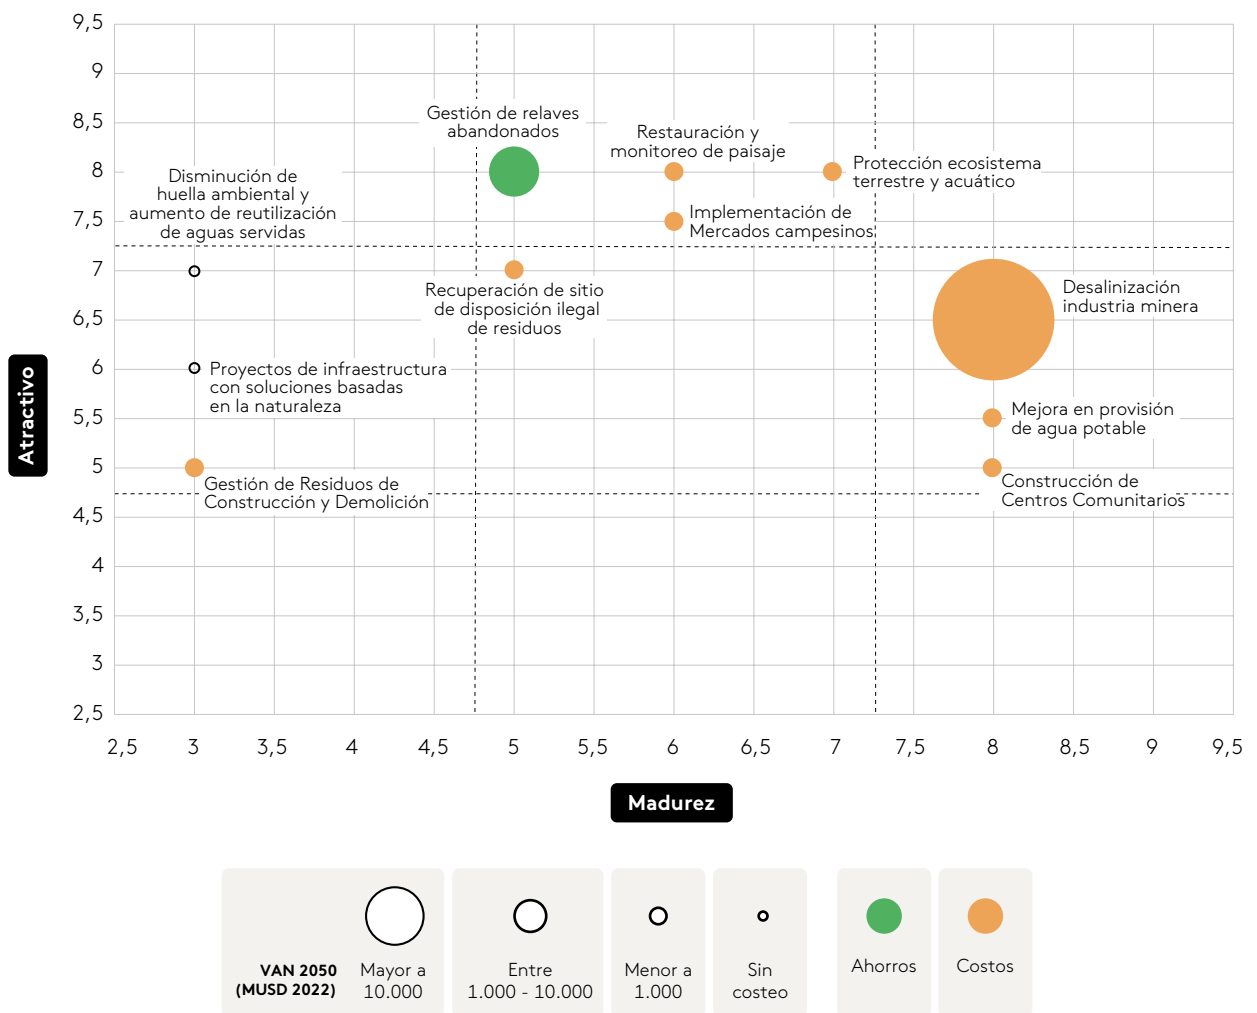 9,5
9
8,5
8
7,5
7
6,5
6
5,5
5
4,5
4
3,5
3
2,5
Atractivo
Gestión de relaves
abandonados
Restauración y
monitoreo de paisaje
Protección ecosistema
terrestre y acuático
Disminución de
huella ambiental y
aumento de reutilización
de aguas servidas
Implementación de
Mercados campesinos
Recuperación de sitio
de disposición ilegal
de residuos
Desalinización
industria minera
Proyectos de infraestructura
con soluciones basadas
en la naturaleza
Mejora en provisión
de agua potable
Gestión de Residuos de
Construcción y Demolición
Construcción de
Centros Comunitarios
2,5 3 3,5 4 4,5 5 5,5 6 6,5 7 7,5 8 8,5 9 9,5
Madurez
VAN 2050
(MUSD 2022)
Mayor a
10.000
Entre
1.000 - 10.000
Menor a
1.000
Sin
costeo
Ahorros
Costos